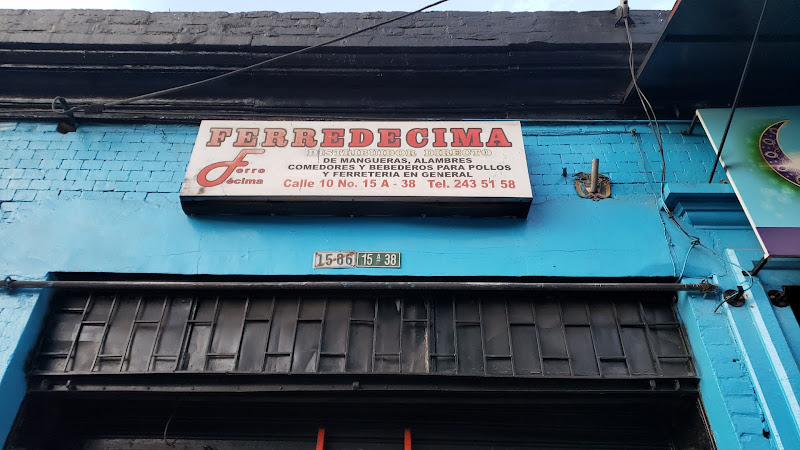 FERREDECIMA
DISTRIBUIDOR DIRECTO
DE MANGUERAS, ALAMBRES
COMEDORES Y BEBEDEROS PARA POLLOS
Y FERRETERIA EN GENERAL
Calle 10 No. 15 A - 38 Tel. 243 51 58
Ferro
Décima
15-86 15 A 38